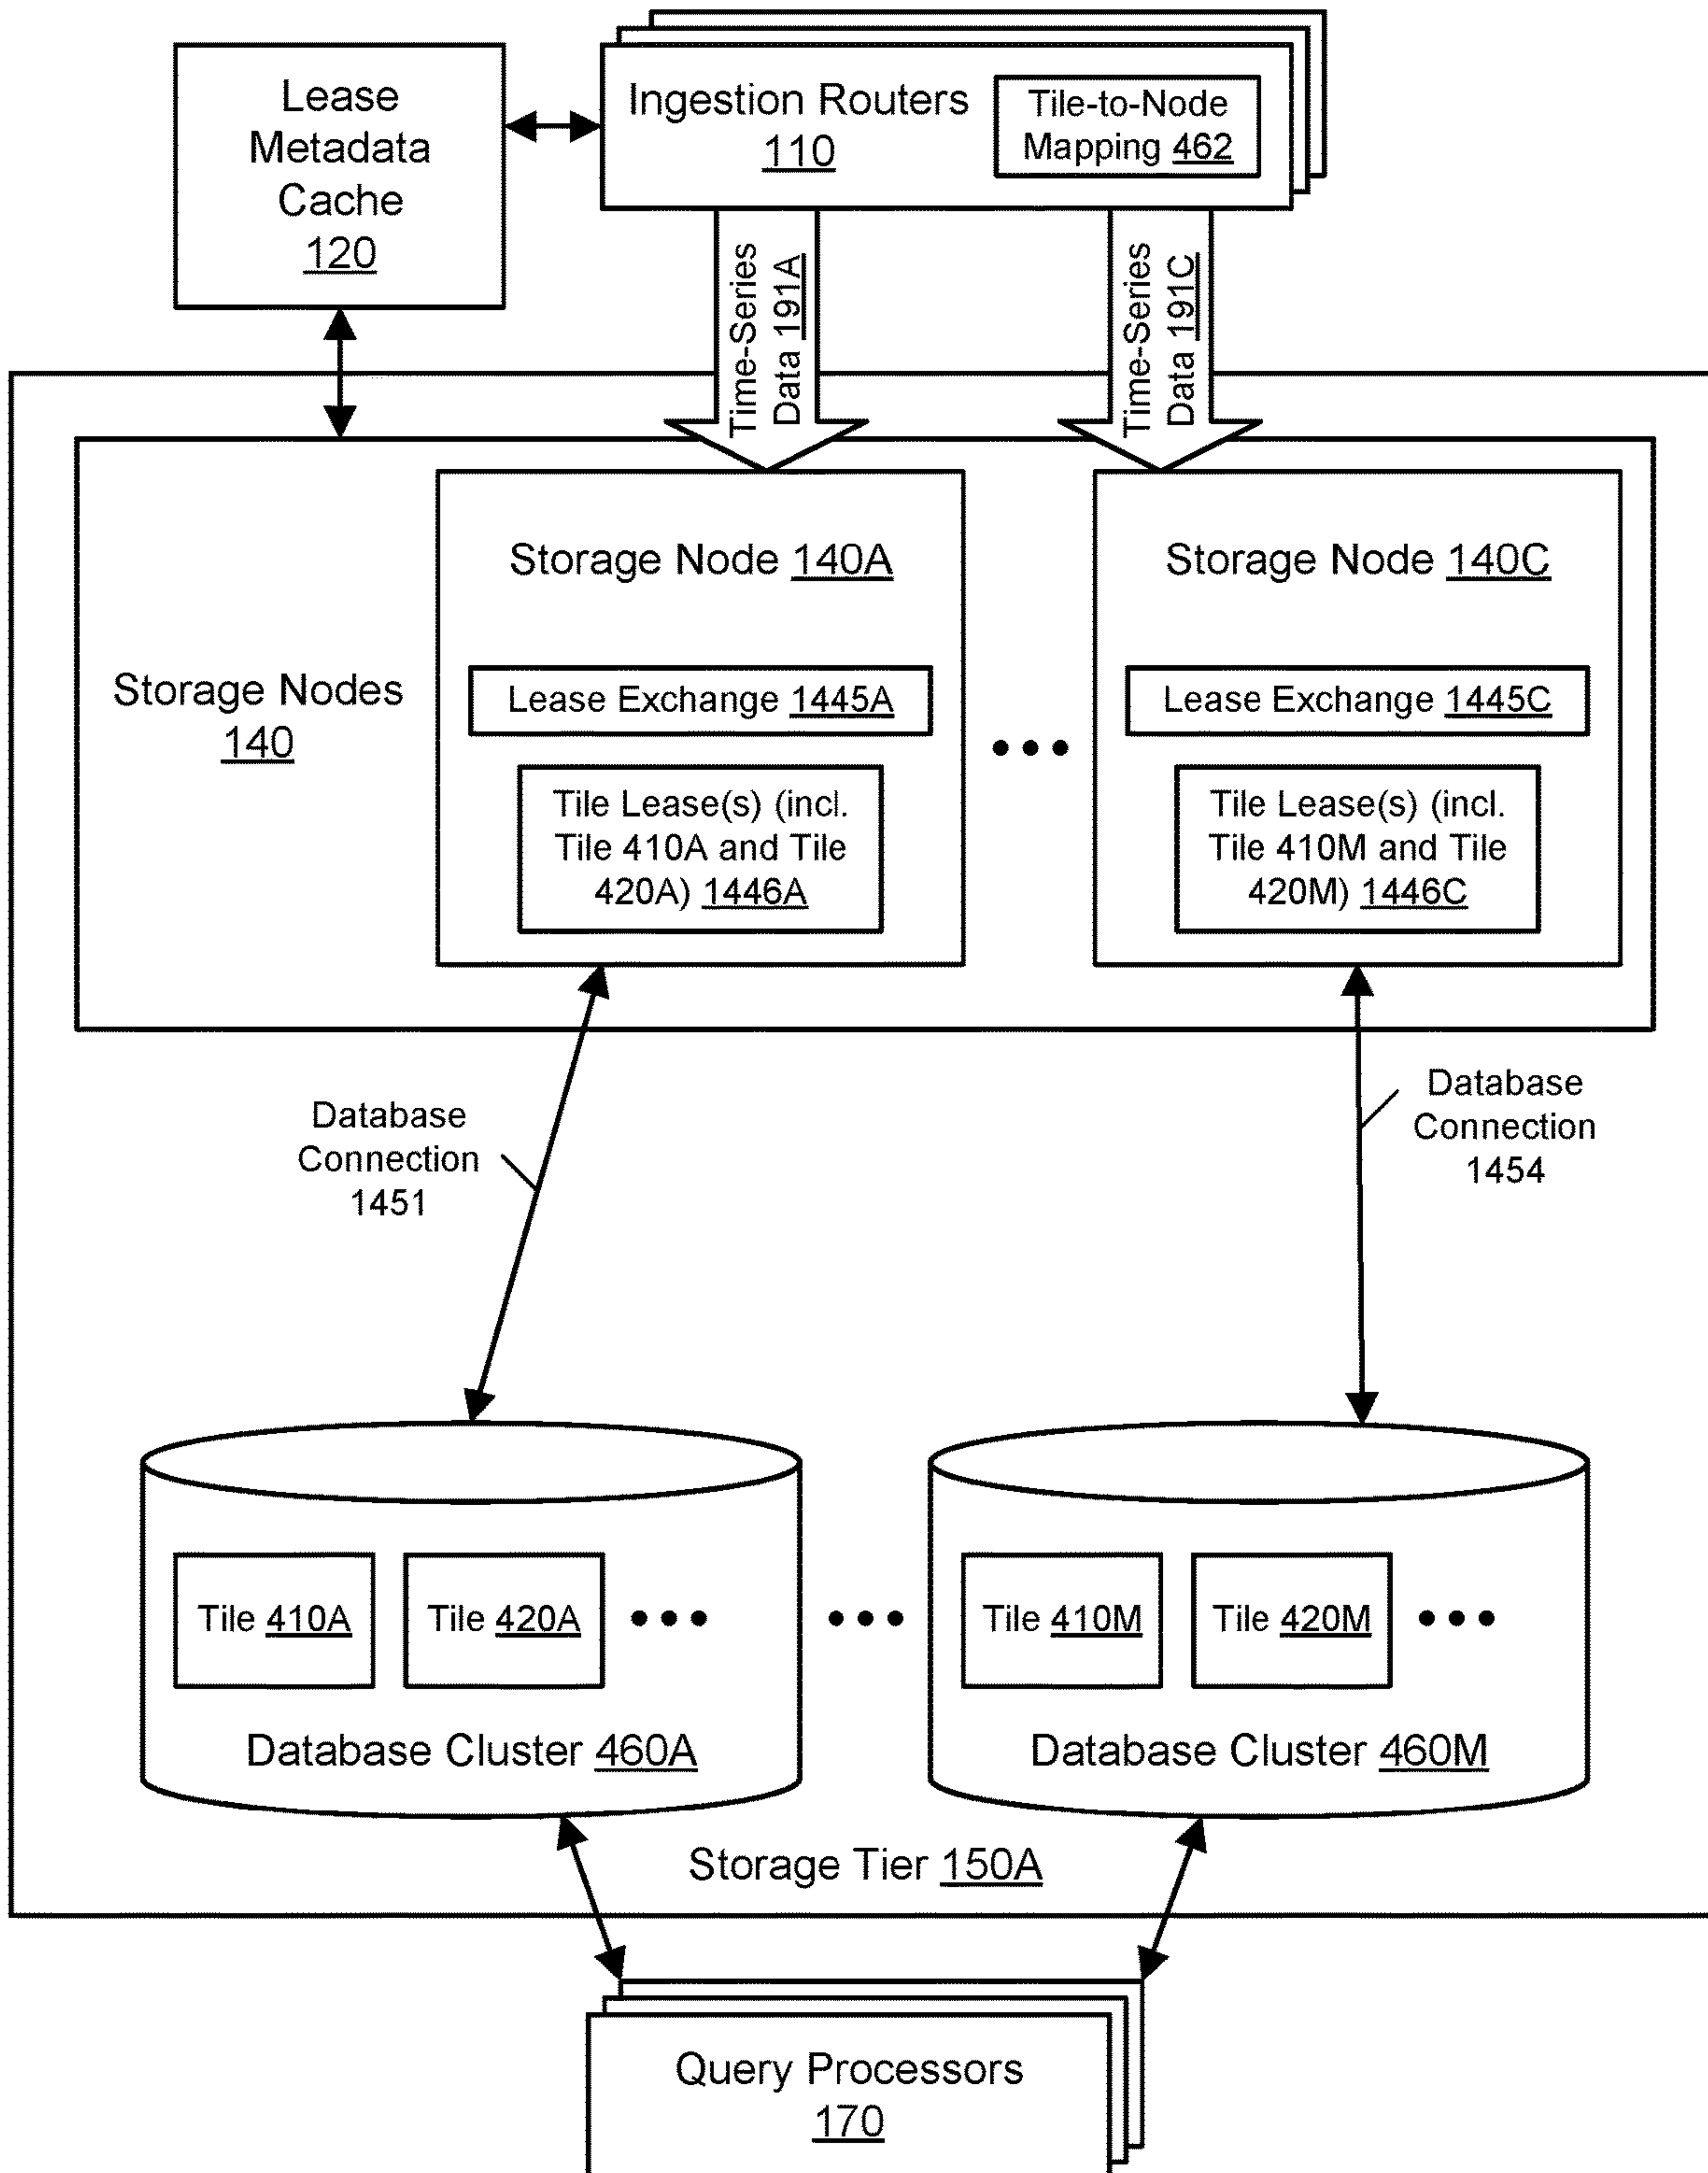 Lease
Metadata
Cache
120
Ingestion Routers
110
Tile-to-Node
Mapping 462
Time-Series
Data 191A
Time-Series
Data 191C
Storage Nodes
140
Storage Node 140A
Lease Exchange 1445A
Tile Lease(s) (incl.
Tile 410A and Tile
420A) 1446A
Storage Node 140C
Lease Exchange 1445C
Tile Lease(s) (incl.
Tile 410M and Tile
420M) 1446C
Database
Connection
1451
Database
Connection
1454
Tile 410A
Tile 420A
Database Cluster 460A
Tile 410M
Tile 420M
Database Cluster 460M
Storage Tier 150A
Query Processors
170